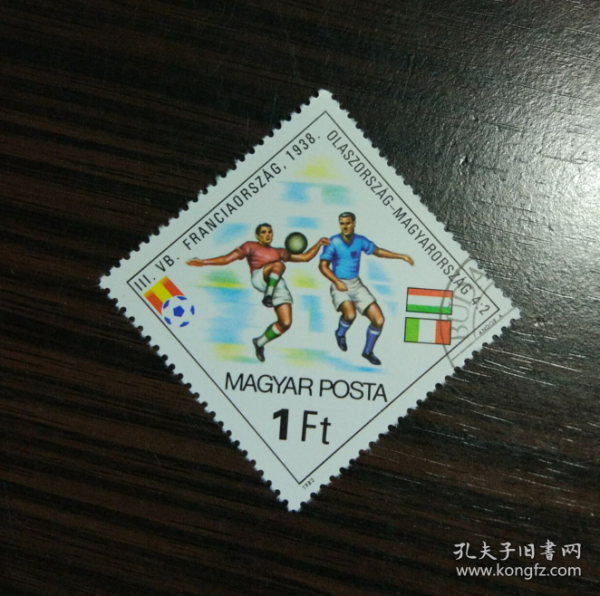 III. VB. FRANCIAORSZÁG, 1938.
OLASZORSZÁG-MAGYARORSZÁG 4:2
MAGYAR POSTA
1 Ft
1982
孔夫子旧書网
www.kongfz.com